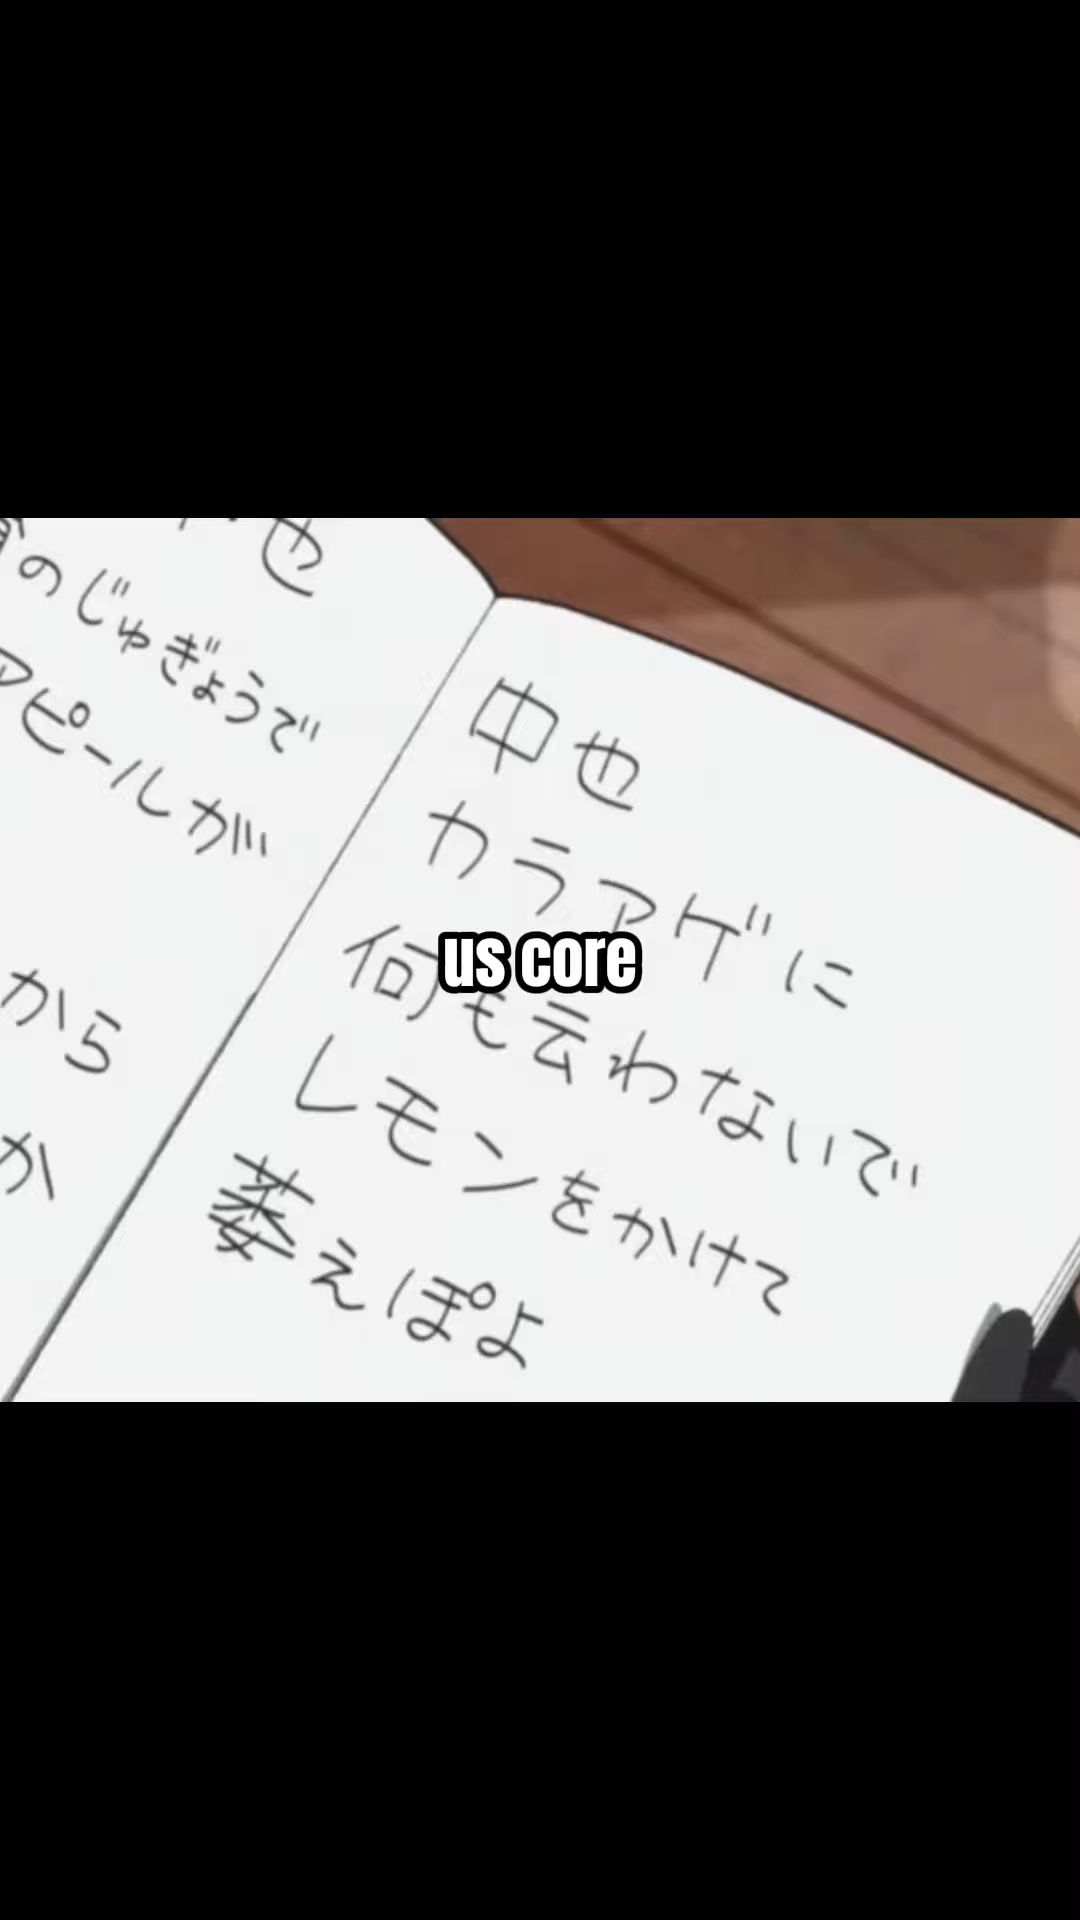 也
のじゅぎょうで
アピールが
から
か
中也
カラアゲに
何も云わないで
レモンをかけて
萎えぽよ
us core